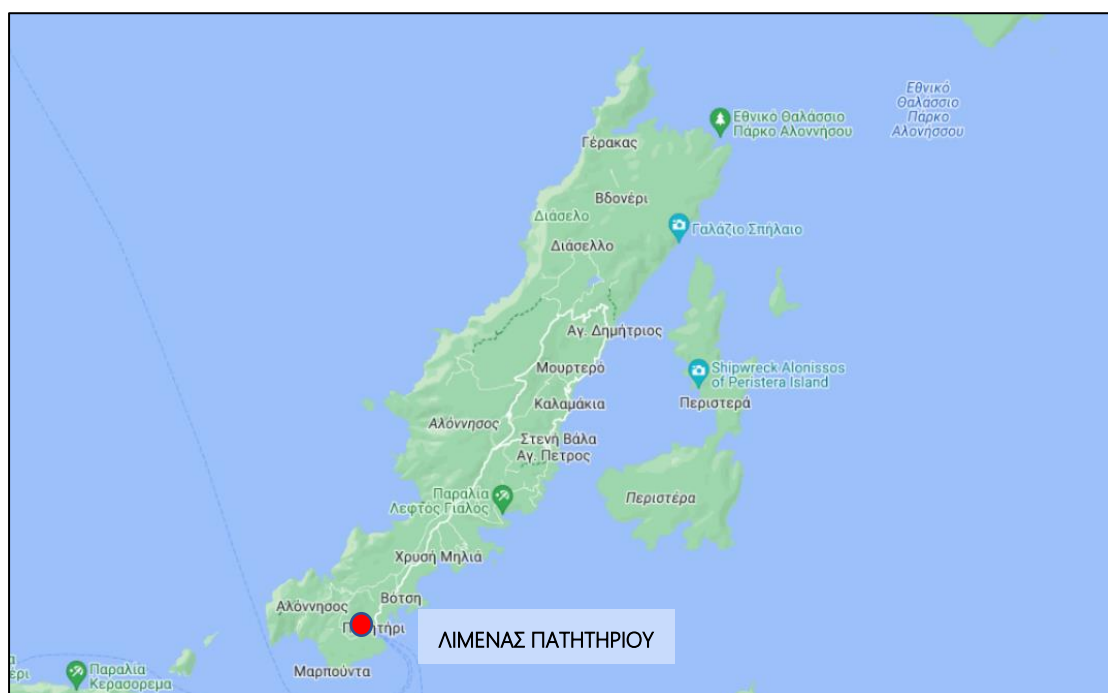 Εθνικό
Θαλάσσιο
Πάρκο
Αλονήσσου
Εθνικό Θαλάσσιο
Πάρκο Αλοννήσου
Γέρακας
Βδονέρι
Διάσελο
Γαλάζιο Σπήλαιο
Διάσελλο
Αγ. Δημήτριος
Μουρτερό
Shipwreck Alonissos
of Peristera Island
Καλαμάκια
Περιστερά
Αλόννησος
Στενή Βάλα
Αγ. Πετρος
Παραλία
Λεφτός Γιαλός
Περιστέρα
Χρυσή Μηλιά
Αλόννησος
Βότση
ΛΙΜΕΝΑΣ ΠΑΤΗΤΗΡΙΟΥ
Μαρπούντα
Παραλία
Κερασορεμα